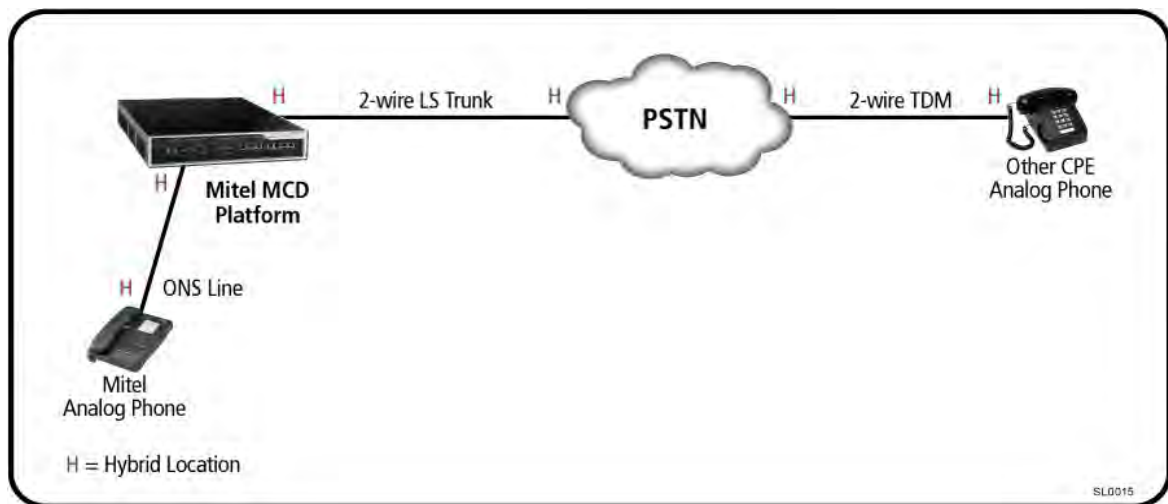 H
2-wire LS Trunk
H
PSTN
H
2-wire TDM
H
H
Mitel MCD
Platform
Other CPE
Analog Phone
H
ONS Line
Mitel
Analog Phone
H = Hybrid Location
SL0015